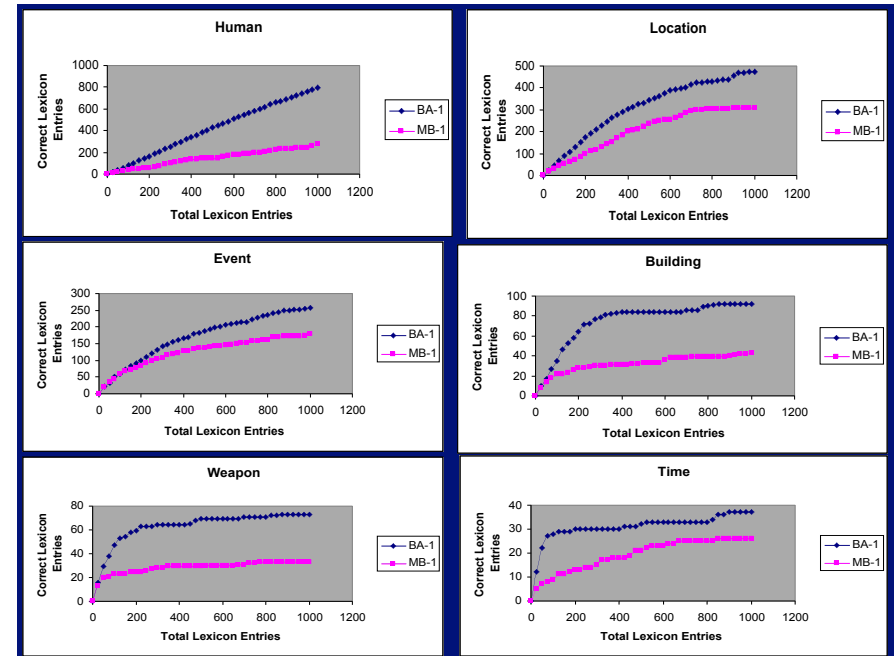 Human
Correct Lexicon
Entries
1000
800
600
400
200
0
0 200 400 600 800 1000 1200
Total Lexicon Entries
BA-1
MB-1
Location
Correct Lexicon
Entries
500
400
300
200
100
0
0 200 400 600 800 1000 1200
Total Lexicon Entries
BA-1
MB-1
Event
Correct Lexicon
Entries
300
250
200
150
100
50
0
0 200 400 600 800 1000 1200
Total Lexicon Entries
BA-1
MB-1
Building
Correct Lexicon
Entries
100
80
60
40
20
0
0 200 400 600 800 1000 1200
Total Lexicon Entries
BA-1
MB-1
Weapon
Correct Lexicon
Entries
80
60
40
20
0
0 200 400 600 800 1000 1200
Total Lexicon Entries
BA-1
MB-1
Time
Correct Lexicon
Entries
40
30
20
10
0
0 200 400 600 800 1000 1200
Total Lexicon Entries
BA-1
MB-1